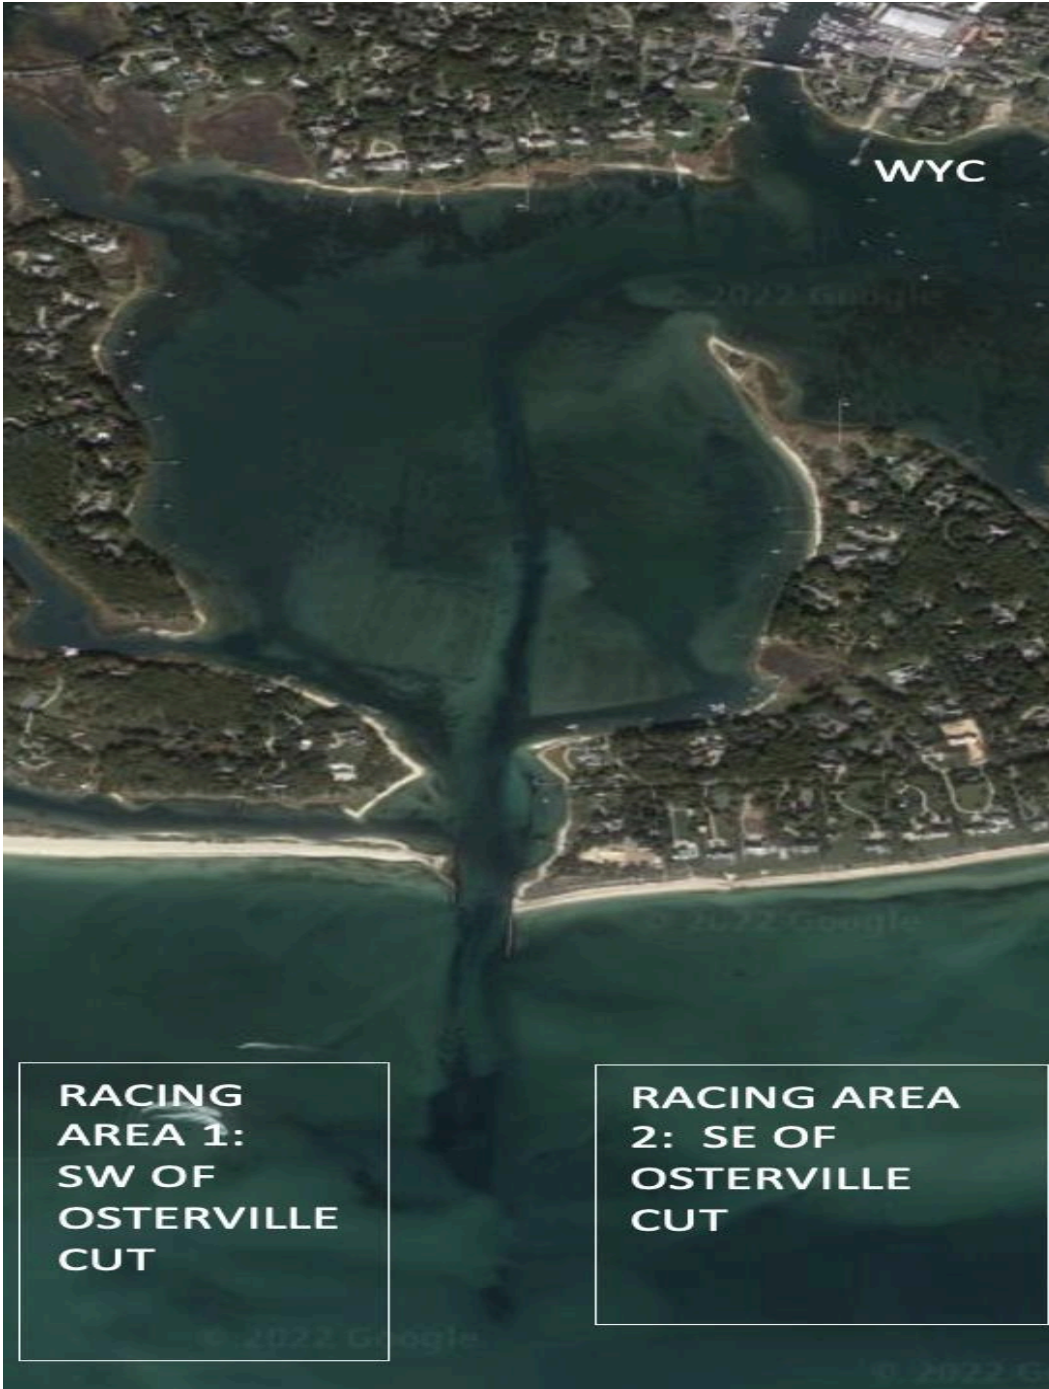 WYC
© 2022 Google
© 2022 Google
RACING
AREA 1:
SW OF
OSTERVILLE
CUT
RACING AREA
2:  SE OF
OSTERVILLE
CUT
© 2022 Google
© 2022 G